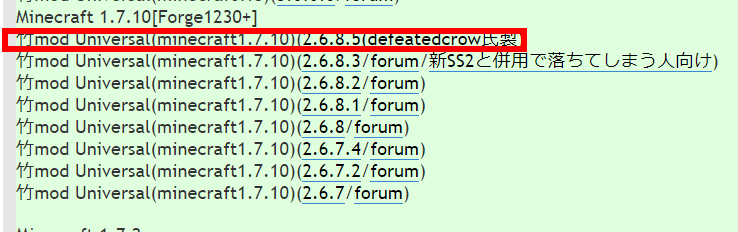 Minecraft 1.7.10[Forge1230+]
竹mod Universal(minecraft1.7.10)(2.6.8.5(defeatedcrow氏製
竹mod Universal(minecraft1.7.10)(2.6.8.3/forum/新SS2と併用で落ちてしまう人向け)
竹mod Universal(minecraft1.7.10)(2.6.8.2/forum)
竹mod Universal(minecraft1.7.10)(2.6.8.1/forum)
竹mod Universal(minecraft1.7.10)(2.6.8/forum)
竹mod Universal(minecraft1.7.10)(2.6.7.4/forum)
竹mod Universal(minecraft1.7.10)(2.6.7.2/forum)
竹mod Universal(minecraft1.7.10)(2.6.7/forum)